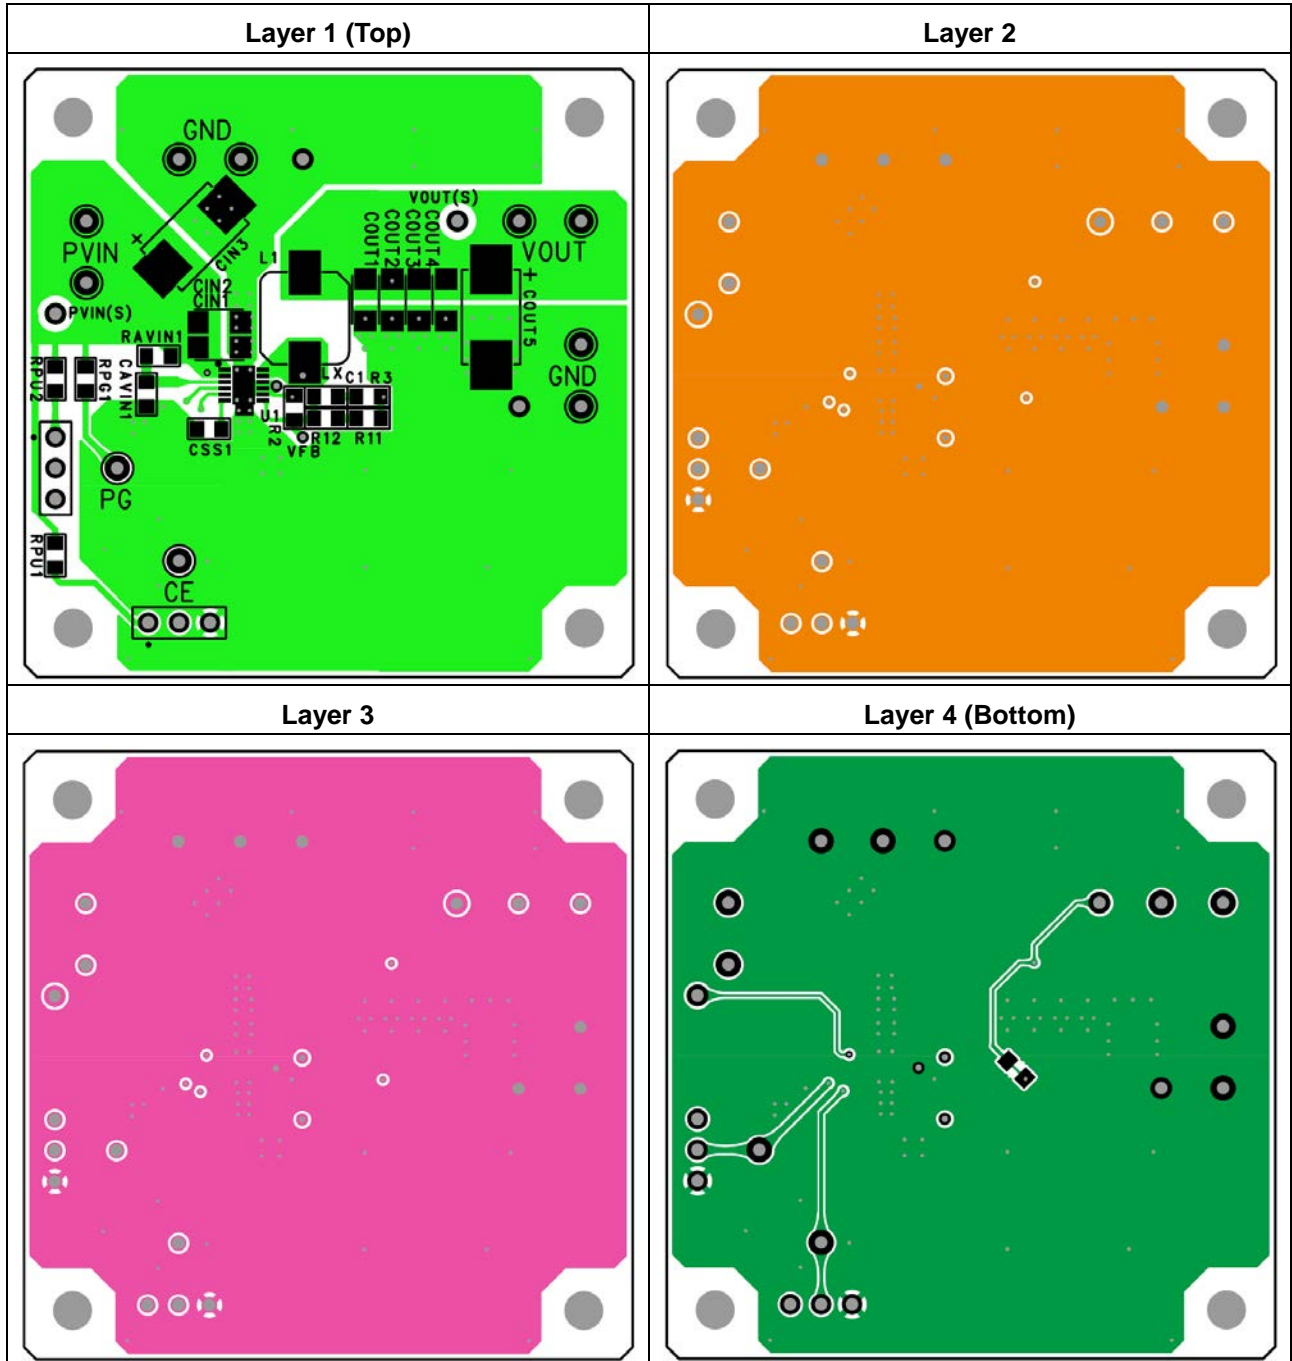 Layer 1 (Top)
Layer 2
GND
VOUT(S)
PVIN
+
CIN3
L1
COUT1
COUT2
COUT3
COUT4
VOUT
+
COUT5
CIN2
CIN1
PVIN(S)
RAVIN1
RPU2
RPG1
CAVIN1
LX
C1
R3
GND
U1
R2
R12
R11
CSS1
VFB
PG
RPU1
CE
Layer 3
Layer 4 (Bottom)